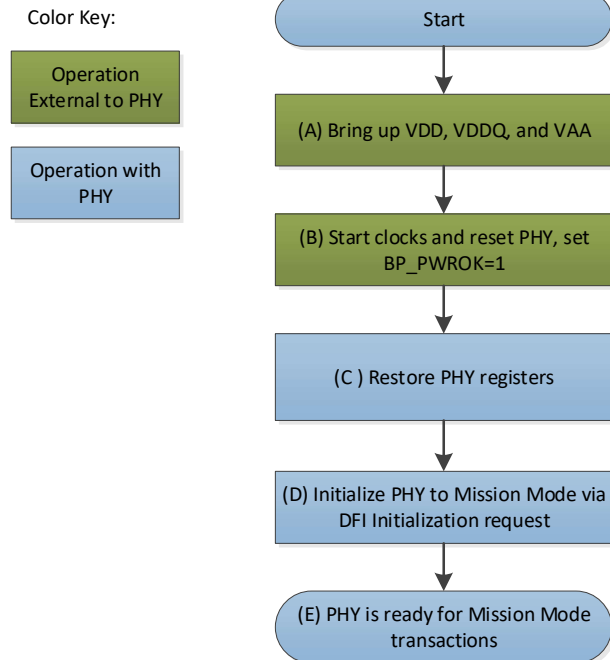 Color Key:
Operation
External to PHY
Operation with
PHY
Start
(A) Bring up VDD, VDDQ, and VAA
(B) Start clocks and reset PHY, set
BP_PWROK=1
(C ) Restore PHY registers
(D) Initialize PHY to Mission Mode via
DFI Initialization request
(E) PHY is ready for Mission Mode
transactions